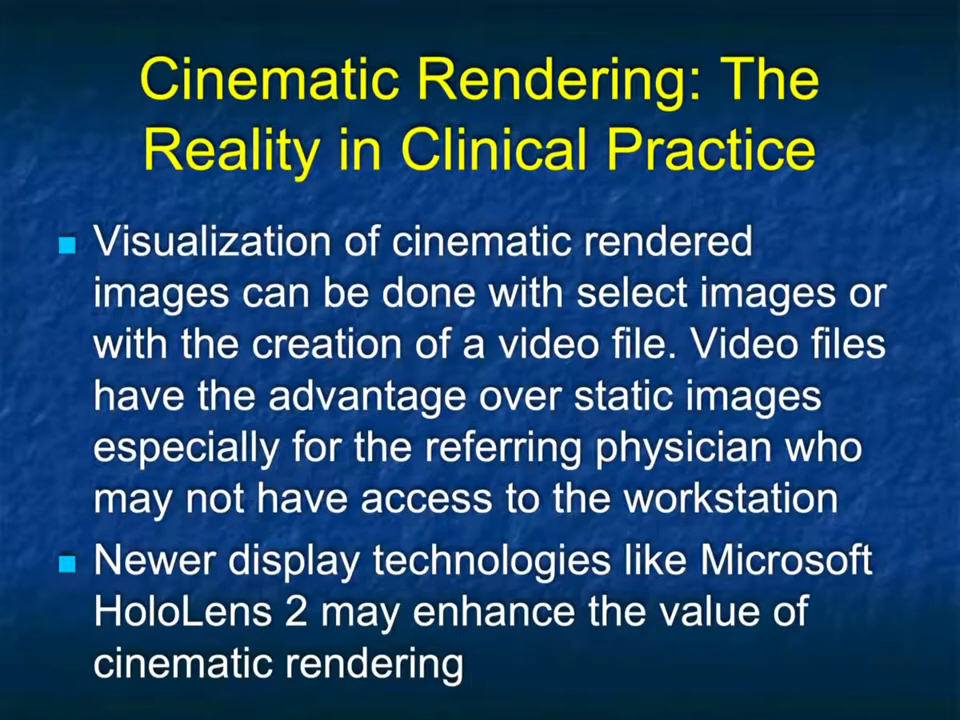 Cinematic Rendering: The
Reality in Clinical Practice
Visualization of cinematic rendered
images can be done with select images or
with the creation of a video file. Video files
have the advantage over static images
especially for the referring physician who
may not have access to the workstation
Newer display technologies like Microsoft
HoloLens 2 may enhance the value of
cinematic rendering